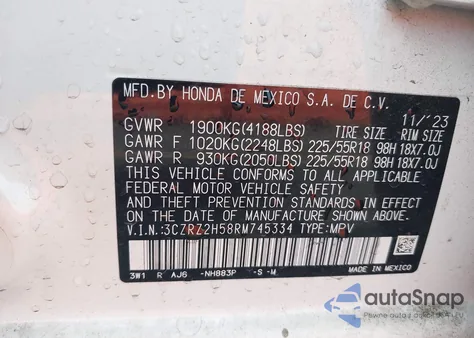 MFD.BY HONDA DE MEXICO S.A. DE C.V.
11/'23
GVWR 1900KG(4188LBS) TIRE SIZE RIM SIZE
GAWR F 1020KG(2248LBS) 225/55R18 98H 18X7.0J
GAWR R 930KG(2050LBS) 225/55R18 98H 18X7.0J
THIS VEHICLE CONFORMS TO ALL APPLICABLE
FEDERAL MOTOR VEHICLE SAFETY
AND THEFT PREVENTION STANDARDS IN EFFECT
ON THE DATE OF MANUFACTURE SHOWN ABOVE.
V.I.N.:3CZRZ2H58RM745334 TYPE:MPV
3W1 R AJ6 -NH883P -S -M
MADE IN MEXICO
autoSnap
Pewne auto z